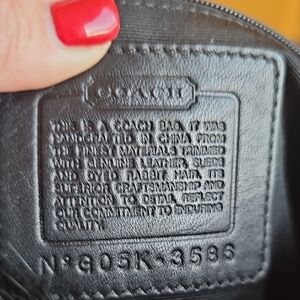 COACH
THIS IS A COACH BAG. IT WAS
HANDCRAFTED IN CHINA FROM
THE FINEST MATERIALS TRIMMED
WITH GENUINE LEATHER, SUEDE
AND DYED RABBIT HAIR. ITS
SUPERIOR CRAFTSMANSHIP AND
ATTENTION TO DETAIL REFLECT
OUR COMMITMENT TO ENDURING
QUALITY.
Nº G05K-3586